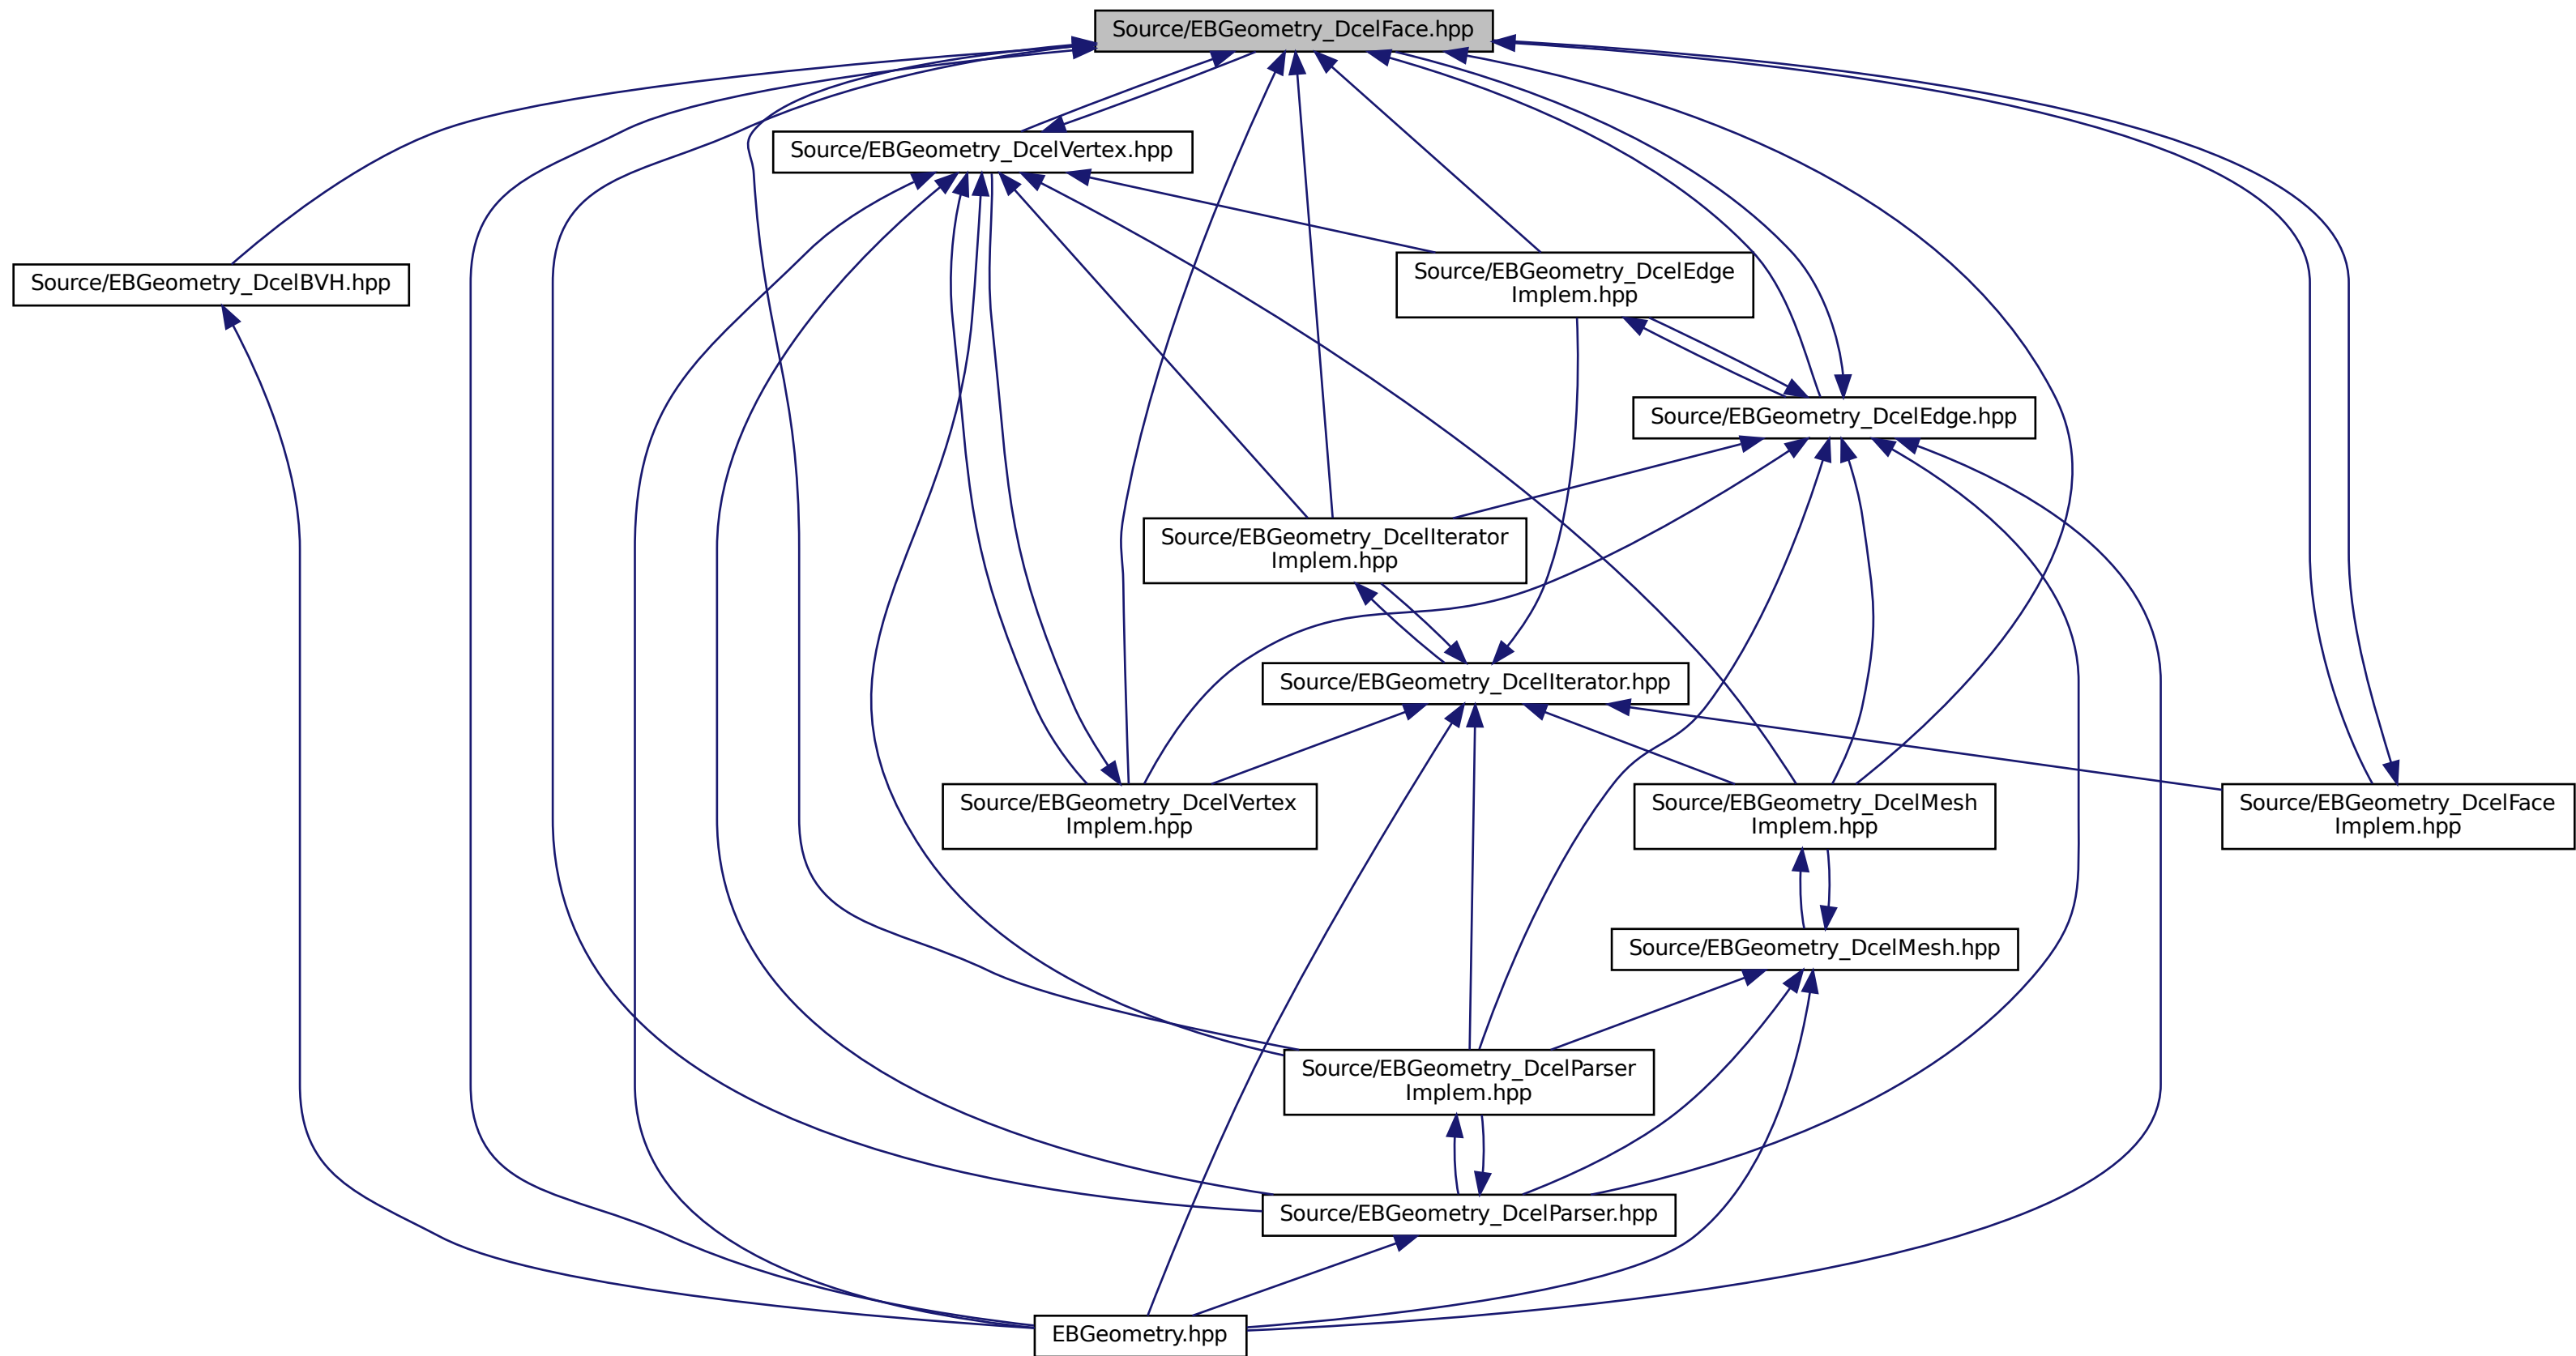 Source/EBGeometry_DcelFace.hpp
Source/EBGeometry_DcelVertex.hpp
Source/EBGeometry_DcelBVH.hpp
Source/EBGeometry_DcelEdge
Implem.hpp
Source/EBGeometry_DcelEdge.hpp
Source/EBGeometry_DcelIterator
Implem.hpp
Source/EBGeometry_DcelIterator.hpp
Source/EBGeometry_DcelVertex
Implem.hpp
Source/EBGeometry_DcelMesh
Implem.hpp
Source/EBGeometry_DcelFace
Implem.hpp
Source/EBGeometry_DcelMesh.hpp
Source/EBGeometry_DcelParser
Implem.hpp
Source/EBGeometry_DcelParser.hpp
EBGeometry.hpp